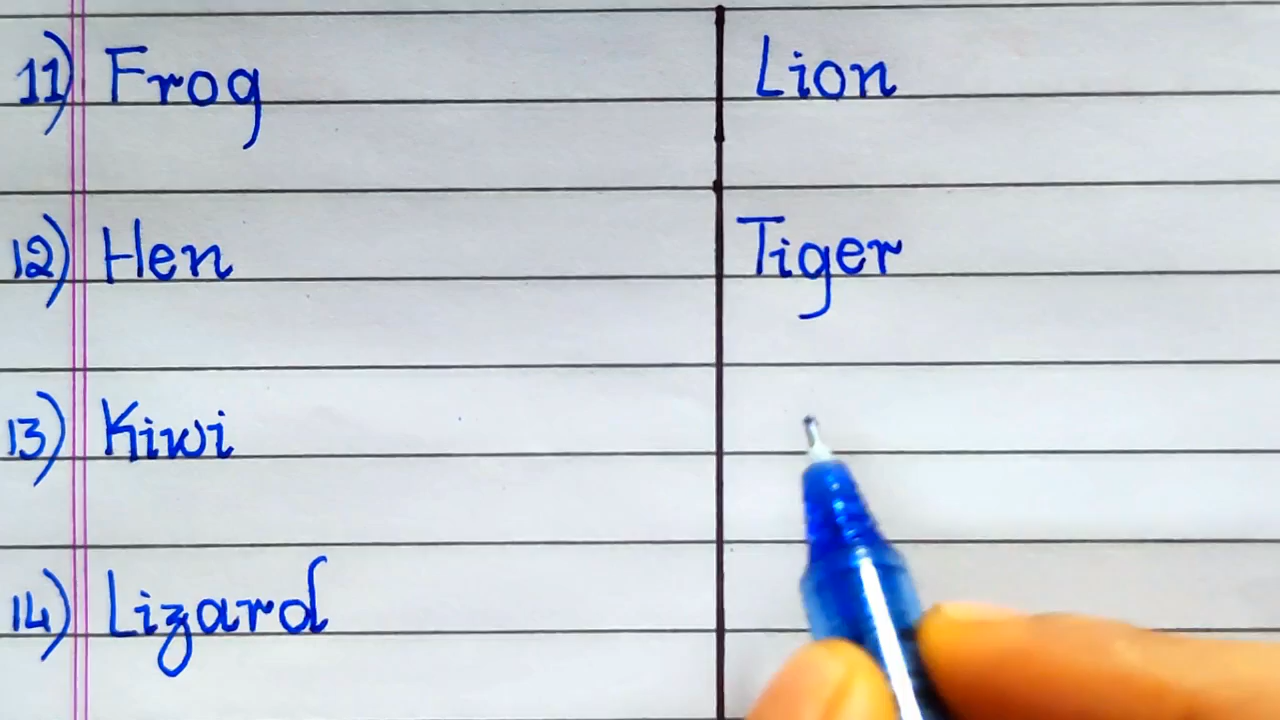 11) Frog Lion
12) Hen Tiger
13) Kiwi
14) Lizard